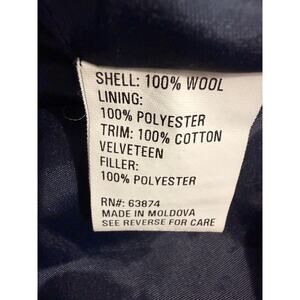 SHELL: 100% WOOL
LINING:
100% POLYESTER
TRIM: 100% COTTON
VELVETEEN
FILLER:
100% POLYESTER
RN#: 63874
MADE IN MOLDOVA
SEE REVERSE FOR CARE